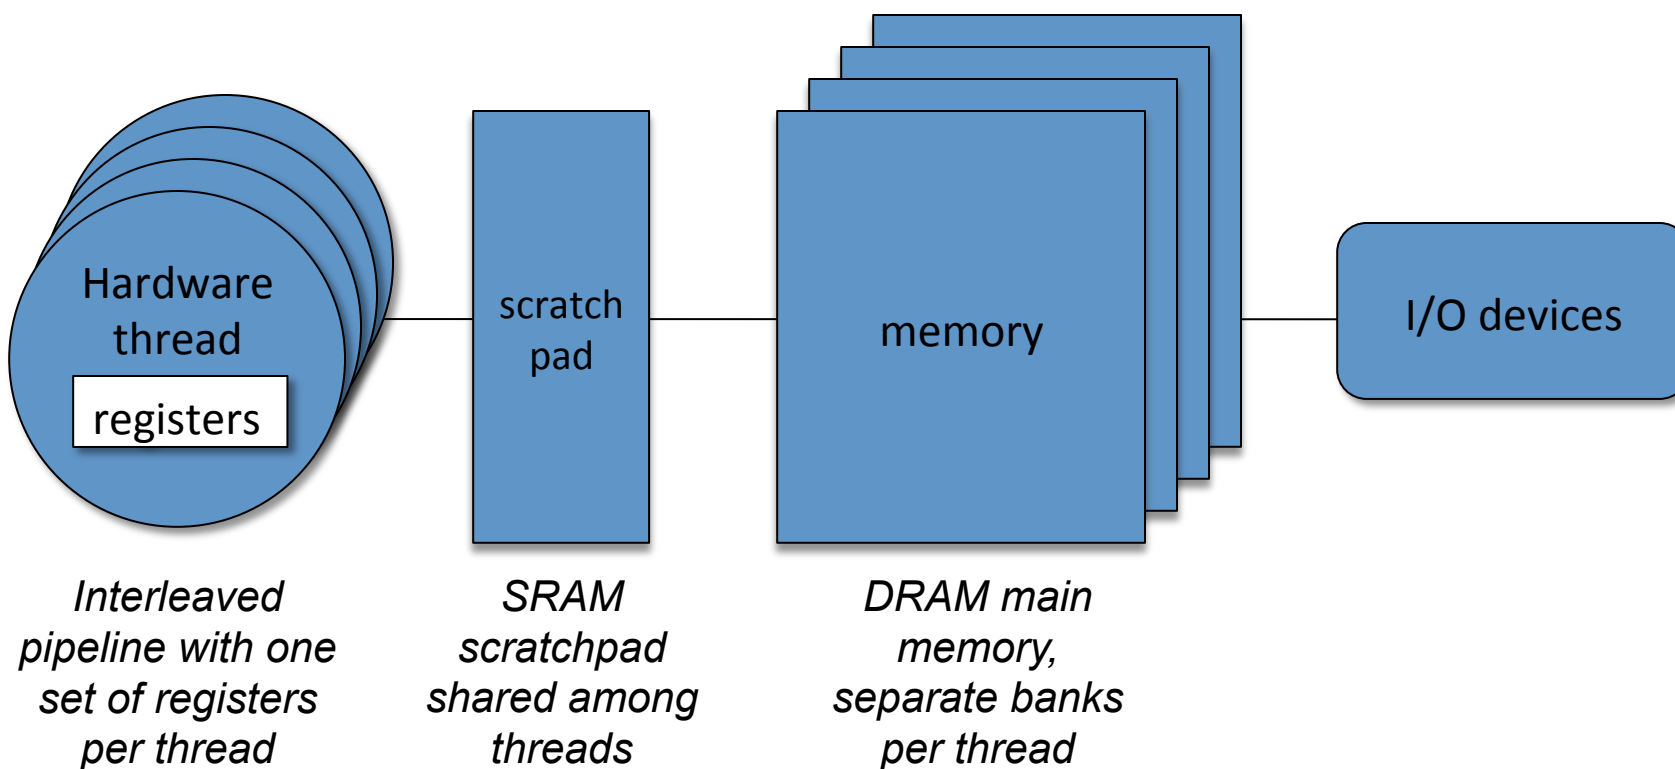 Hardware
thread
registers
scratch
pad
memory
I/O devices
Interleaved
pipeline with one
set of registers
per thread
SRAM
scratchpad
shared among
threads
DRAM main
memory,
separate banks
per thread